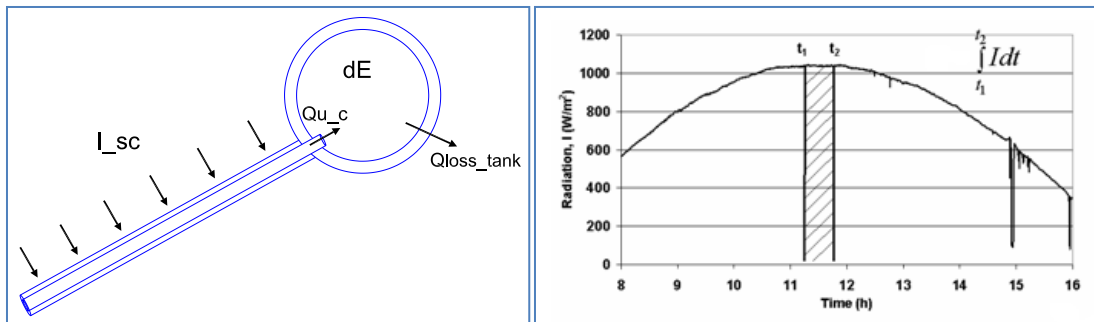 dE
Qu_c
I_sc
Qloss_tank
1200
1000
800
600
400
200
0
Radiation, I (W/m²)
t₁ t₂
t₂
∫ I dt
t₁
8 9 10 11 12 13 14 15 16
Time (h)